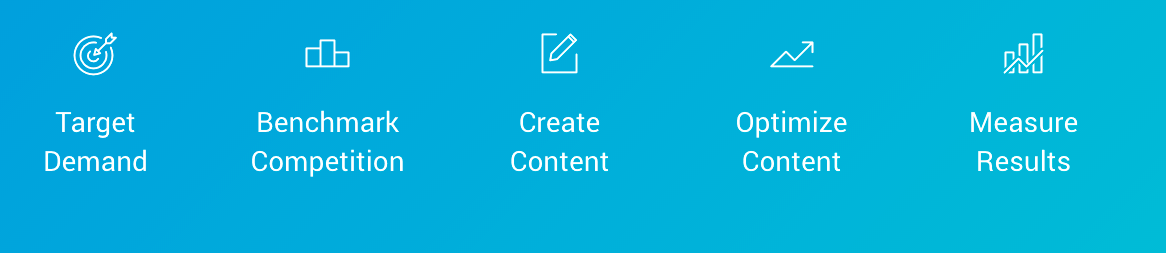 Target
Demand
Benchmark
Competition
Create
Content
Optimize
Content
Measure
Results